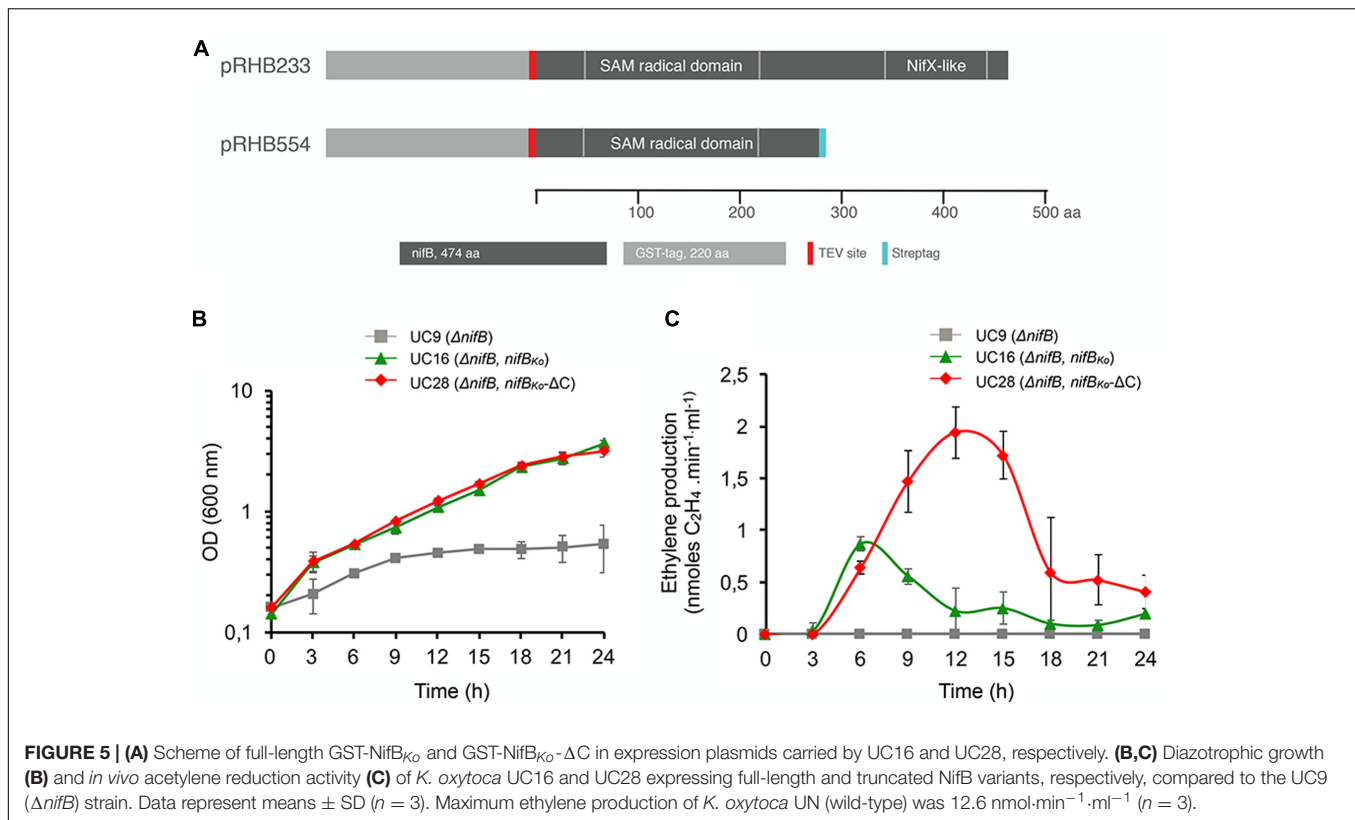 A
pRHB233
SAM radical domain
NifX-like
pRHB554
SAM radical domain
100 200 300 400 500 aa
nifB, 474 aa
GST-tag, 220 aa
TEV site
Streptag
B
UC9 (ΔnifB)
UC16 (ΔnifB, nifBKo)
UC28 (ΔnifB, nifBKo-ΔC)
10
1
0,1
OD (600 nm)
0 3 6 9 12 15 18 21 24
Time (h)
C
UC9 (ΔnifB)
UC16 (ΔnifB, nifBKo)
UC28 (ΔnifB, nifBKo-ΔC)
2,5
2
1,5
1
0,5
0
Ethylene production
(nmoles C₂H₄ .min⁻¹·ml⁻¹)
0 3 6 9 12 15 18 21 24
Time (h)
FIGURE 5 | (A) Scheme of full-length GST-NifBKo and GST-NifBKo-ΔC in expression plasmids carried by UC16 and UC28, respectively. (B,C) Diazotrophic growth
(B) and in vivo acetylene reduction activity (C) of K. oxytoca UC16 and UC28 expressing full-length and truncated NifB variants, respectively, compared to the UC9
(ΔnifB) strain. Data represent means ± SD (n = 3). Maximum ethylene production of K. oxytoca UN (wild-type) was 12.6 nmol·min⁻¹·ml⁻¹ (n = 3).